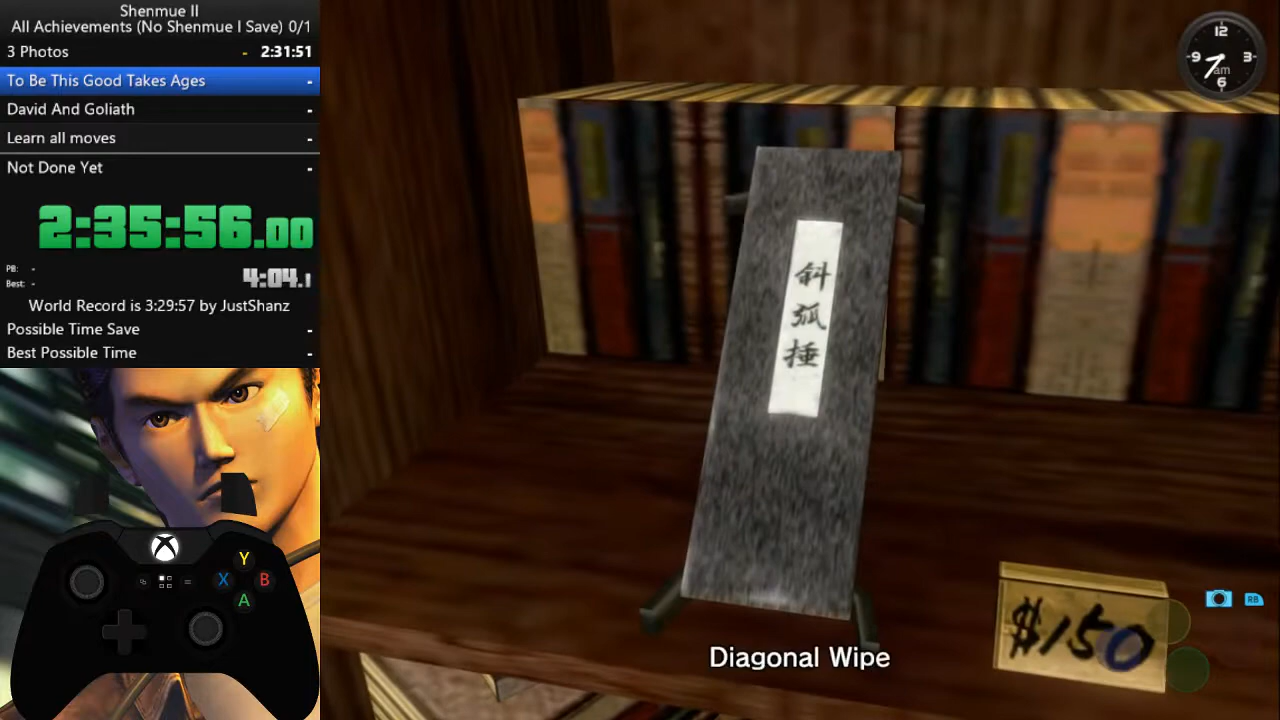 Shenmue II
All Achievements (No Shenmue I Save) 0/1
3 Photos - 2:31:51
To Be This Good Takes Ages -
David And Goliath -
Learn all moves -
Not Done Yet -
2:35:56.00
PB: -
Best: -
4:04.1
World Record is 3:29:57 by JustShanz
Possible Time Save -
Best Possible Time -
Y
X B
A
12
9 3
am
6
斜
狐
捶
$150
RB
Diagonal Wipe